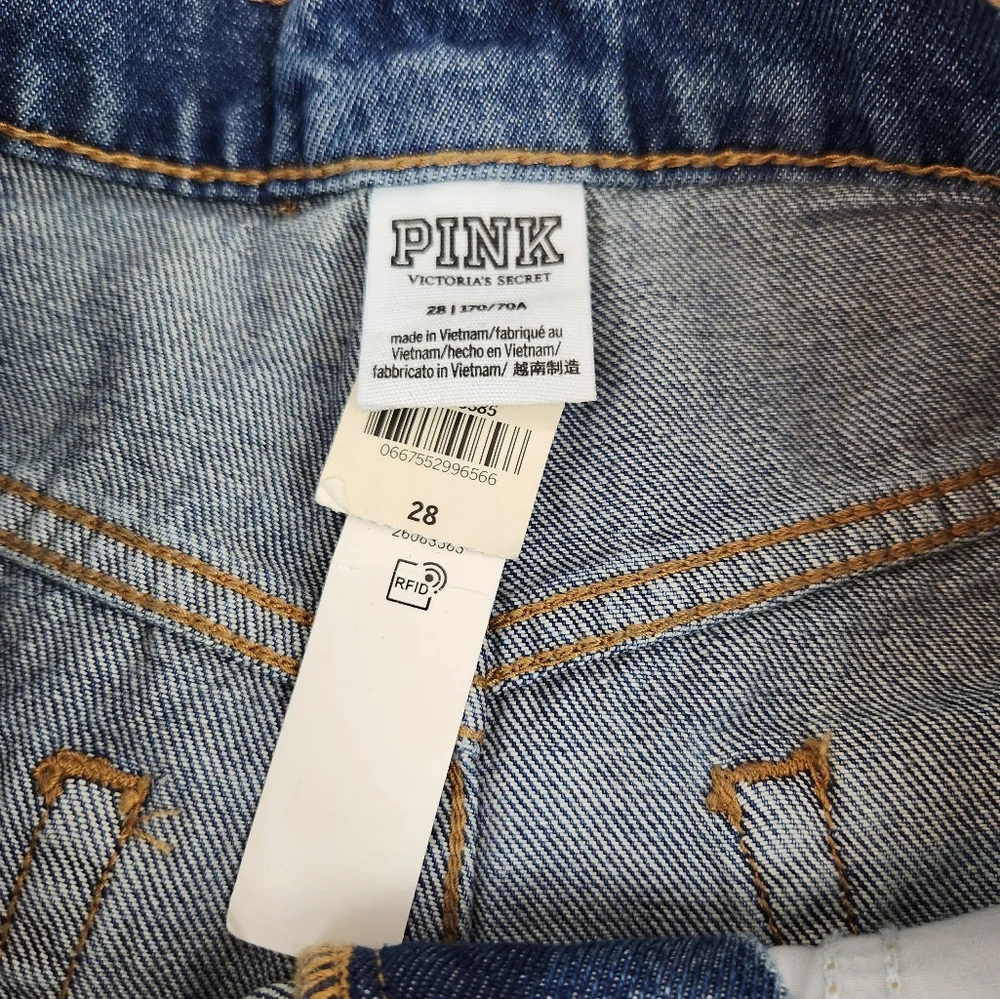 PINK
VICTORIA'S SECRET
28 | 170/70A
made in Vietnam/fabriqué au
Vietnam/hecho en Vietnam/
fabbricato in Vietnam/ 越南制造
0667552996566
28
RFID